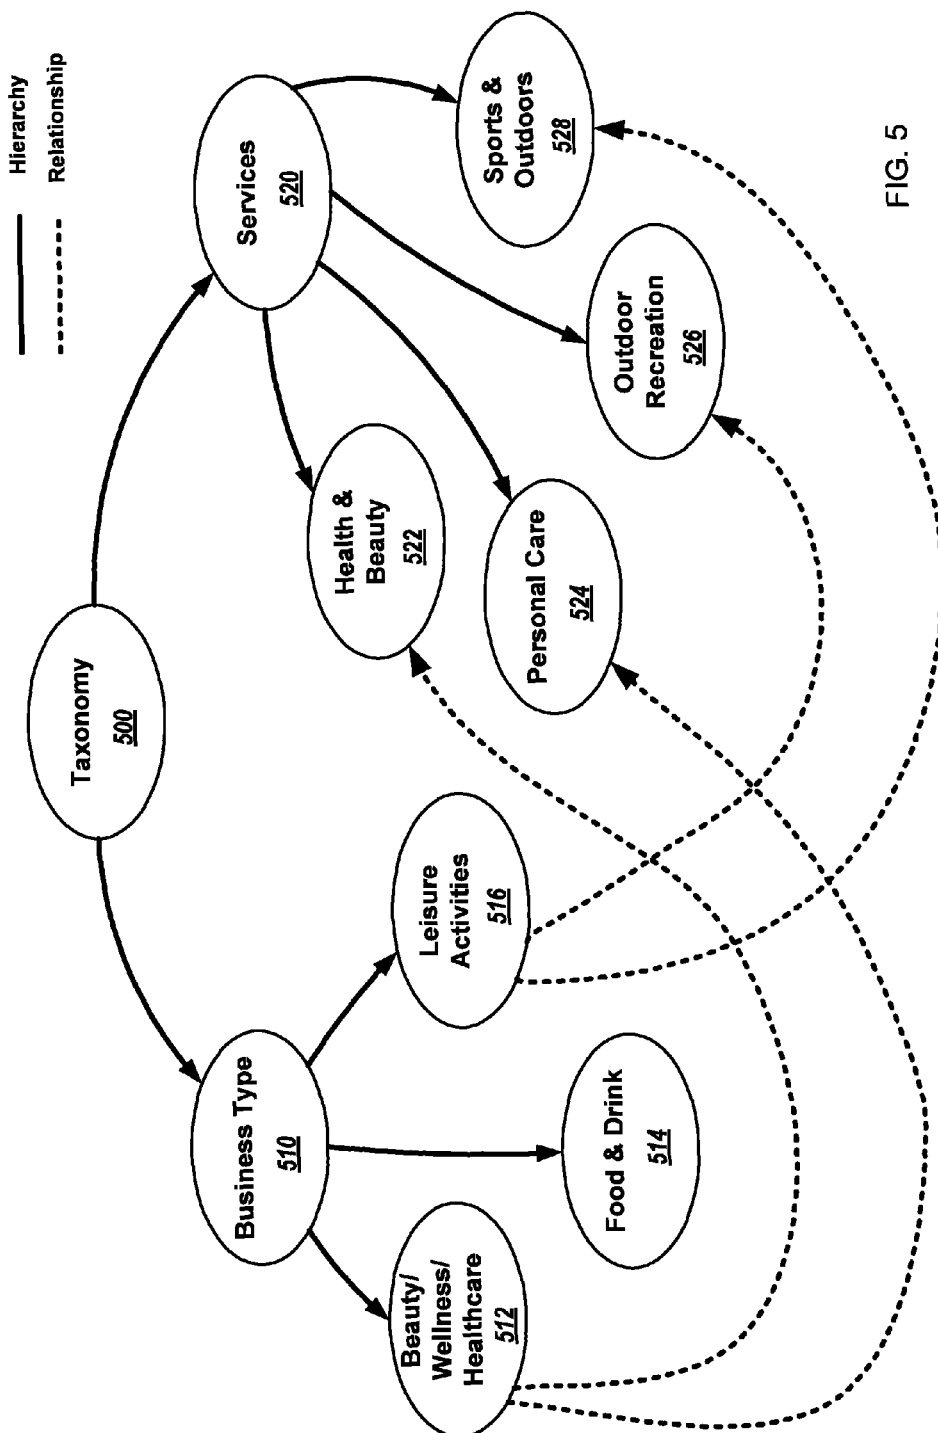 Hierarchy
Relationship
Taxonomy
500
Business Type
510
Services
520
Beauty/
Wellness/
Healthcare
512
Food & Drink
514
Leisure
Activities
516
Health &
Beauty
522
Personal Care
524
Outdoor
Recreation
526
Sports &
Outdoors
528
FIG. 5